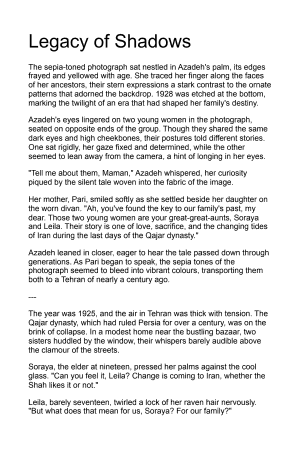 Legacy of Shadows
The sepia-toned photograph sat nestled in Azadeh's palm, its edges
frayed and yellowed with age. She traced her finger along the faces
of her ancestors, their stern expressions a stark contrast to the ornate
patterns that adorned the backdrop. 1928 was etched at the bottom,
marking the twilight of an era that had shaped her family's destiny.
Azadeh's eyes lingered on two young women in the photograph,
seated on opposite ends of the group. Though they shared the same
dark eyes and high cheekbones, their postures told different stories.
One sat rigidly, her gaze fixed and determined, while the other
seemed to lean away from the camera, a hint of longing in her eyes.
"Tell me about them, Maman," Azadeh whispered, her curiosity
piqued by the silent tale woven into the fabric of the image.
Her mother, Pari, smiled softly as she settled beside her daughter on
the worn divan. "Ah, you've found the key to our family's past, my
dear. Those two young women are your great-great-aunts, Soraya
and Leila. Their story is one of love, sacrifice, and the changing tides
of Iran during the last days of the Qajar dynasty."
Azadeh leaned in closer, eager to hear the tale passed down through
generations. As Pari began to speak, the sepia tones of the
photograph seemed to bleed into vibrant colours, transporting them
both to a Tehran of nearly a century ago.
---
The year was 1925, and the air in Tehran was thick with tension. The
Qajar dynasty, which had ruled Persia for over a century, was on the
brink of collapse. In a modest home near the bustling bazaar, two
sisters huddled by the window, their whispers barely audible above
the clamour of the streets.
Soraya, the elder at nineteen, pressed her palms against the cool
glass. "Can you feel it, Leila? Change is coming to Iran, whether the
Shah likes it or not."
Leila, barely seventeen, twirled a lock of her raven hair nervously.
"But what does that mean for us, Soraya? For our family?"